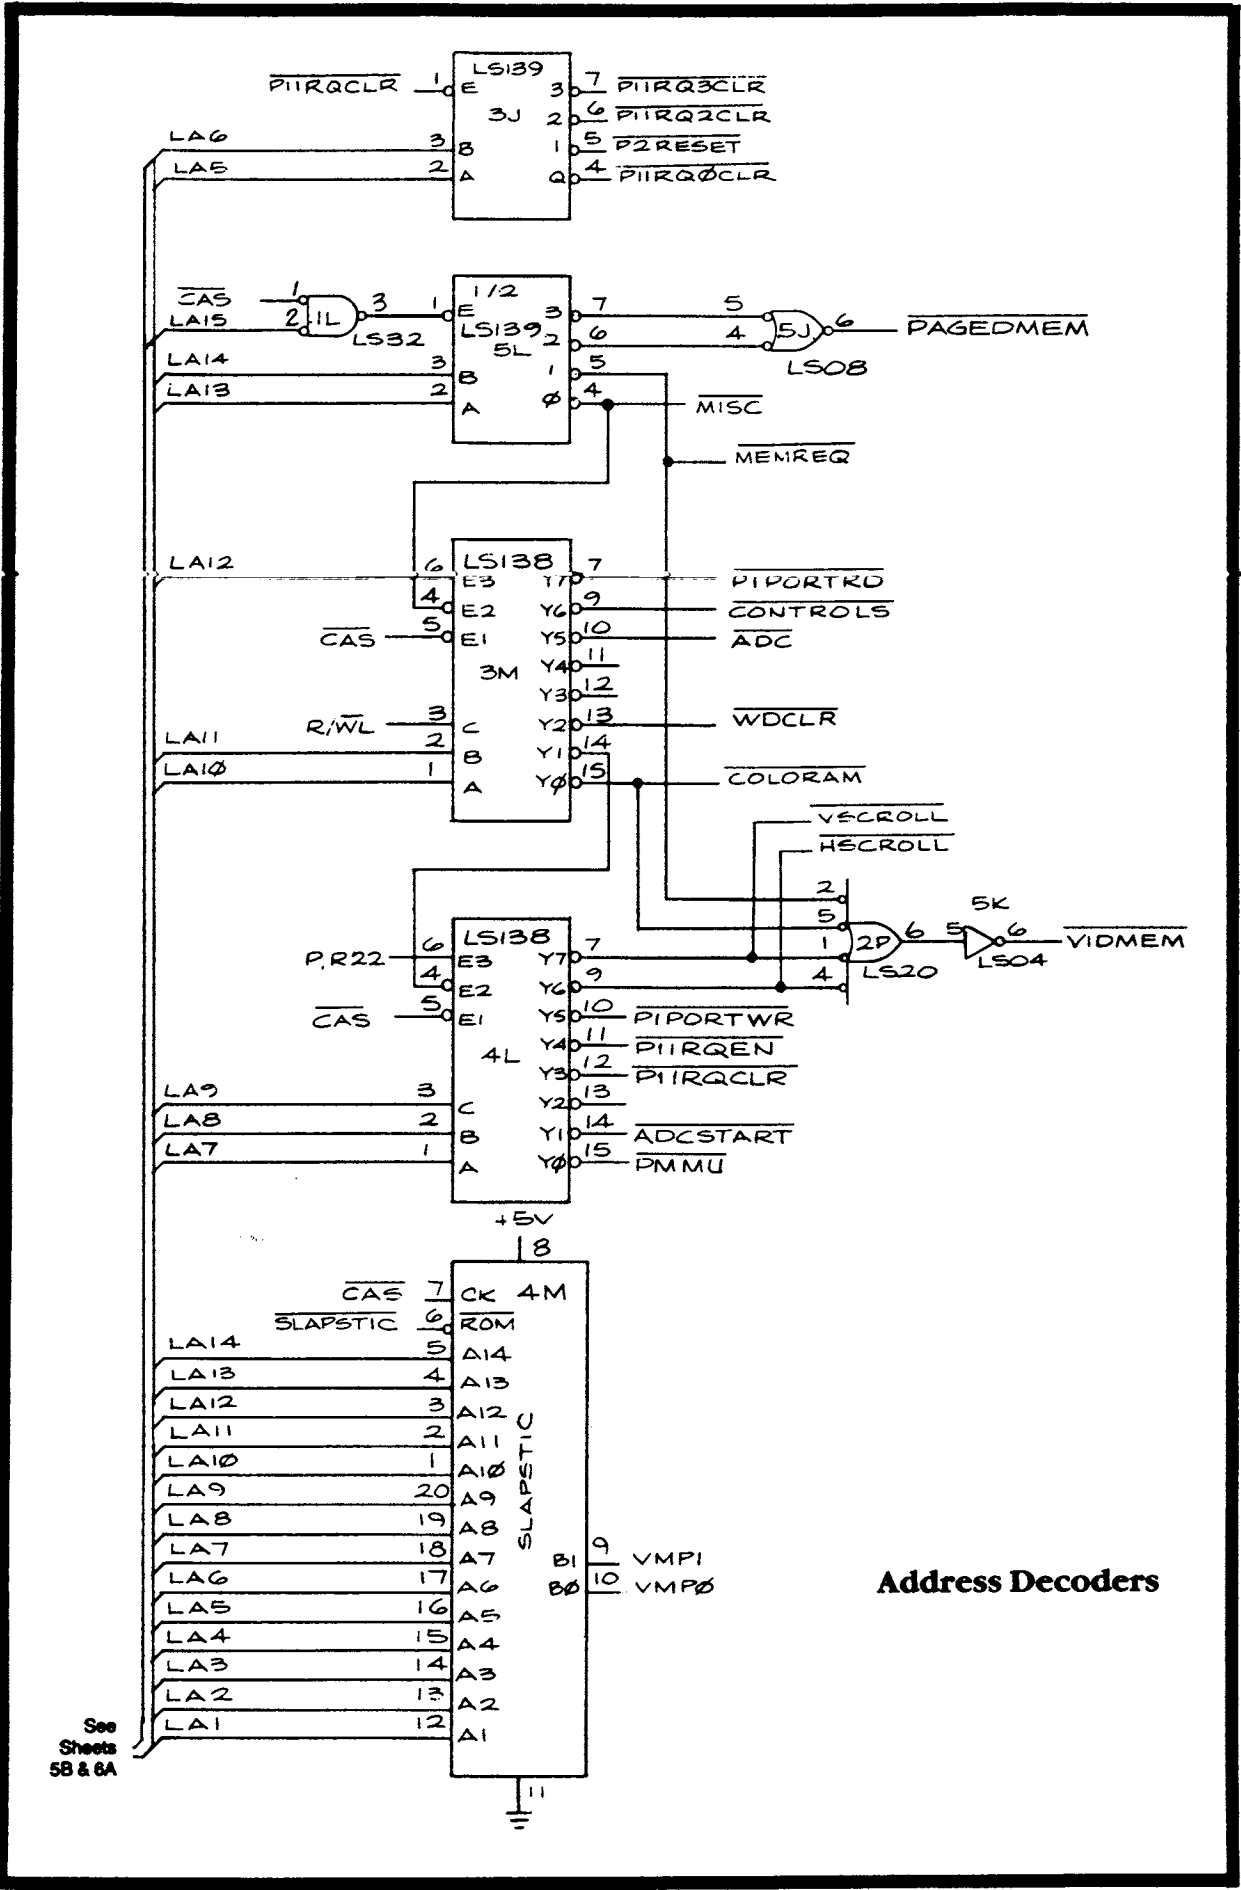 LS139
P1IRQCLR 1 E 3 7 P1IRQ3CLR
3J 2 6 P1IRQ2CLR
LA6 3 B 1 5 P2RESET
LA5 2 A 0 4 P1IRQØCLR
1/2
CAS 1 1L 3 1 E 3 7 5 5J 6 PAGEDMEM
LA15 2 LS32 LS139 2 6 4 LS08
5L
LA14 3 B 1 5
LA13 2 A Ø 4 MISC
MEMREQ
LS138
LA12 6 E3 Y7 7 P1PORTRD
4 E2 Y6 9 CONTROLS
CAS 5 E1 Y5 10 ADC
3M Y4 11
Y3 12
R/WL 3 C Y2 13 WDCLR
LA11 2 B Y1 14
LA1Ø 1 A YØ 15 COLORAM
VSCROLL
HSCROLL
2
5 5K
LS138 1 2P 6 5 6 VIDMEM
P.R22 6 E3 Y7 7 4 LS20 LS04
4 E2 Y6 9
CAS 5 E1 Y5 10 P1PORTWR
4L Y4 11 P1IRQEN
Y3 12 P1IRQCLR
LA9 3 C Y2 13
LA8 2 B Y1 14 ADCSTART
LA7 1 A YØ 15 PMMU
+5V
8
CAS 7 CK 4M
SLAPSTIC 6 ROM
LA14 5 A14
LA13 4 A13
LA12 3 A12
LA11 2 A11
LA1Ø 1 A1Ø
LA9 20 A9
LA8 19 A8
LA7 18 A7
LA6 17 A6
LA5 16 A5
LA4 15 A4
LA3 14 A3
LA2 13 A2
LA1 12 A1
SLAPSTIC
B1 9 VMP1
BØ 10 VMPØ
11
Address Decoders
See
Sheets
5B & 6A